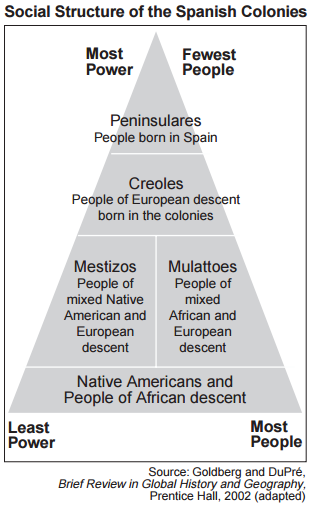 Social Structure of the Spanish Colonies
Most
Power
Fewest
People
Peninsulares
People born in Spain
Creoles
People of European descent
born in the colonies
Mestizos
People of
mixed Native
American and
European
descent
Mulattoes
People of
mixed
African and
European
descent
Native Americans and
People of African descent
Least
Power
Most
People
Source: Goldberg and DuPré,
Brief Review in Global History and Geography,
Prentice Hall, 2002 (adapted)